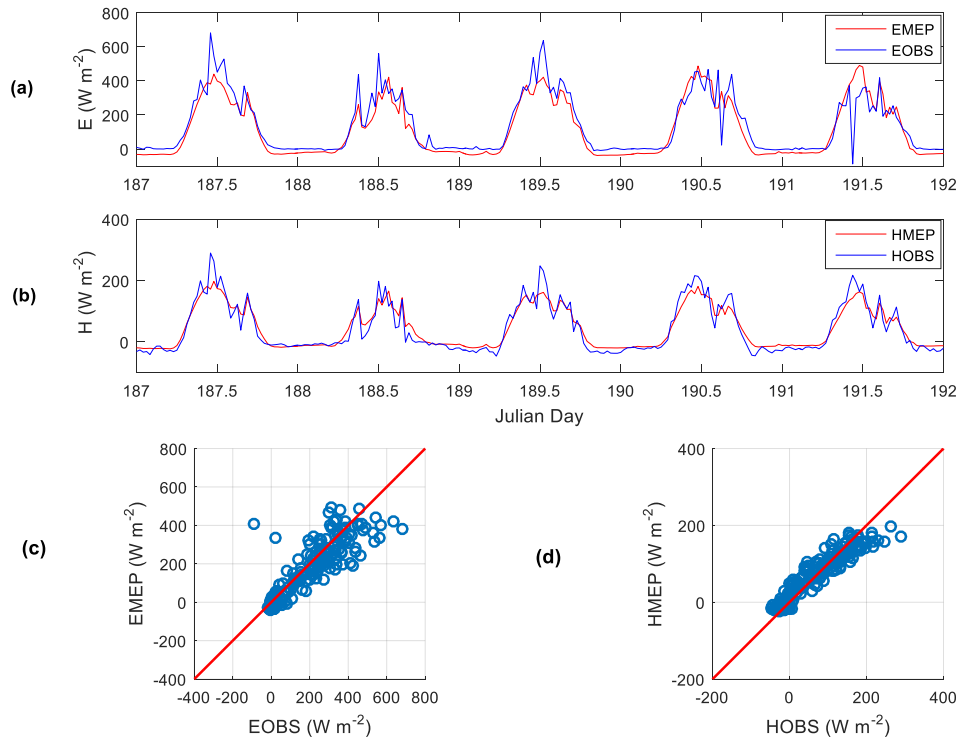 (a)
E (W m-2)
800
600
400
200
0
EMEP
EOBS
187 187.5 188 188.5 189 189.5 190 190.5 191 191.5 192
(b)
H (W m-2)
400
200
0
HMEP
HOBS
187 187.5 188 188.5 189 189.5 190 190.5 191 191.5 192
Julian Day
(c)
EMEP (W m-2)
800
600
400
200
0
-200
-400
-400 -200 0 200 400 600 800
EOBS (W m-2)
(d)
HMEP (W m-2)
400
200
0
-200
-200 0 200 400
HOBS (W m-2)